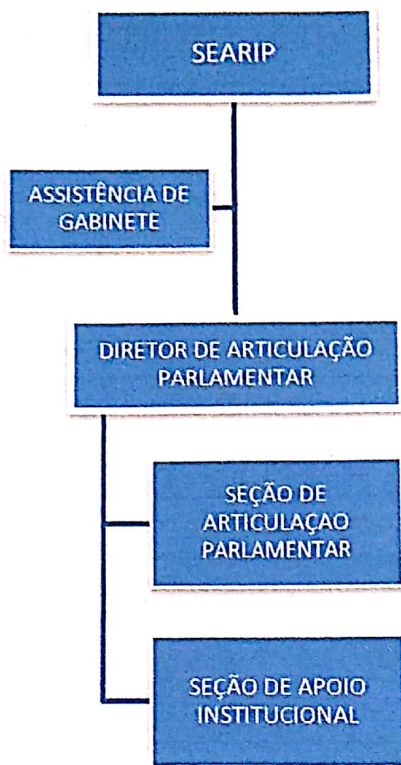 SEARIP
ASSISTÊNCIA DE
GABINETE
DIRETOR DE ARTICULAÇÃO
PARLAMENTAR
SEÇÃO DE
ARTICULAÇAO
PARLAMENTAR
SEÇÃO DE APOIO
INSTITUCIONAL